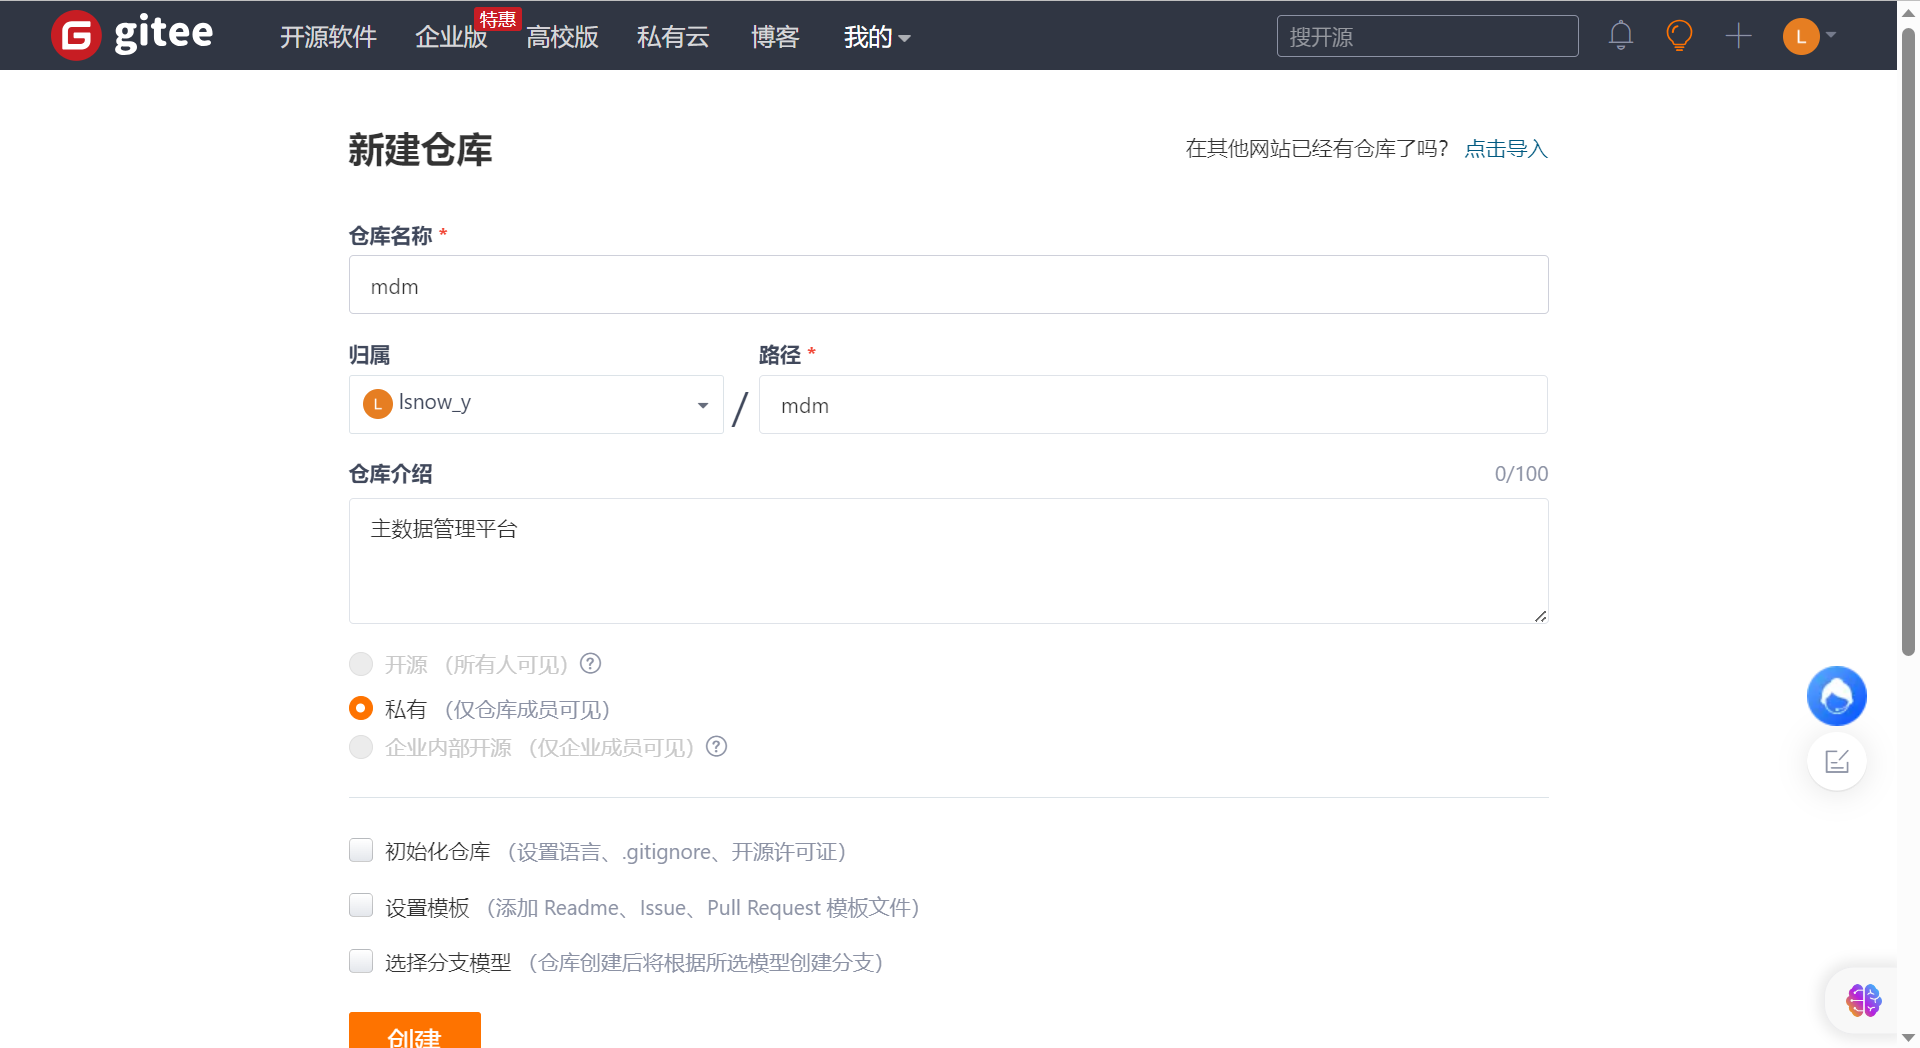 gitee
开源软件
企业版
特惠
高校版
私有云
博客
我的
搜开源
L
新建仓库
在其他网站已经有仓库了吗？ 点击导入
仓库名称 *
mdm
归属
路径 *
L lsnow_y
/
mdm
仓库介绍
0/100
主数据管理平台
开源 （所有人可见）
私有 （仅仓库成员可见）
企业内部开源 （仅企业成员可见）
初始化仓库 （设置语言、.gitignore、开源许可证）
设置模板 （添加 Readme、Issue、Pull Request 模板文件）
选择分支模型 （仓库创建后将根据所选模型创建分支）
创建